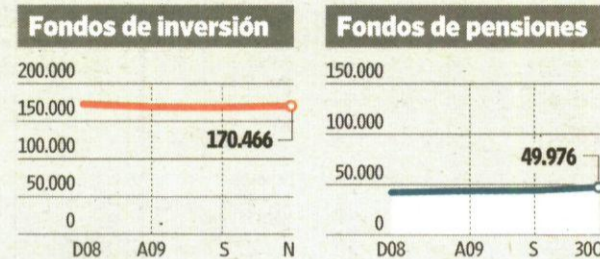 Fondos de inversión
200.000
150.000
170.466
100.000
50.000
0
D08 A09 S N
Fondos de pensiones
150.000
100.000
49.976
50.000
0
D08 A09 S